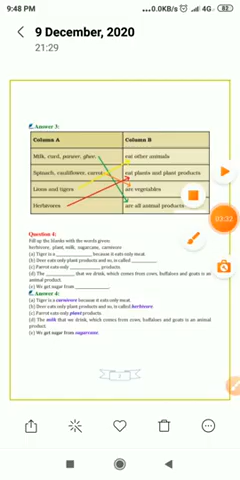 9:48 PM
...0.0KB/s
4G
82
9 December, 2020
21:29
Answer 3:
Column A
Column B
Milk, curd, paneer, ghee.
eat other animals
Spinach, cauliflower, carrot
eat plants and plant products
Lions and tigers
are vegetables
Herbivores
are all animal products
03:32
Question 4:
Fill up the blanks with the words given:
herbivore, plant, milk, sugarcane, carnivore
(a) Tiger is a ____________ because it eats only meat.
(b) Deer eats only plant products and so, is called __________.
(c) Parrot eats only ____________ products.
(d) The __________ that we drink, which comes from cows, buffaloes and goats is an
animal product.
(e) We get sugar from _____________.
Answer 4:
(a) Tiger is a carnivore because it eats only meat.
(b) Deer eats only plant products and so, is called herbivore
(c) Parrot eats only plant products.
(d) The milk that we drink, which comes from cows, buffaloes and goats is an animal
product.
(e) We get sugar from sugarcane.